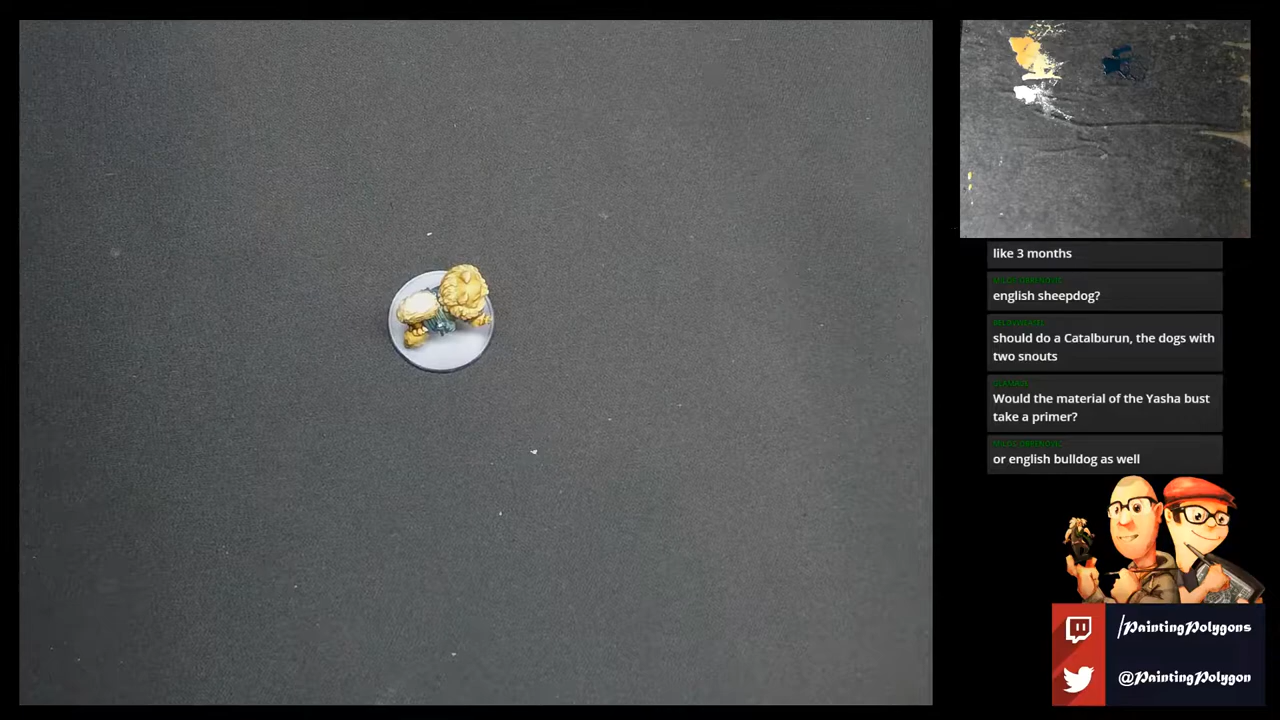 like 3 months
english sheepdog?
should do a Catalburun, the dogs with
two snouts
Would the material of the Yasha bust
take a primer?
or english bulldog as well
/PaintingPolygons
@PaintingPolygon